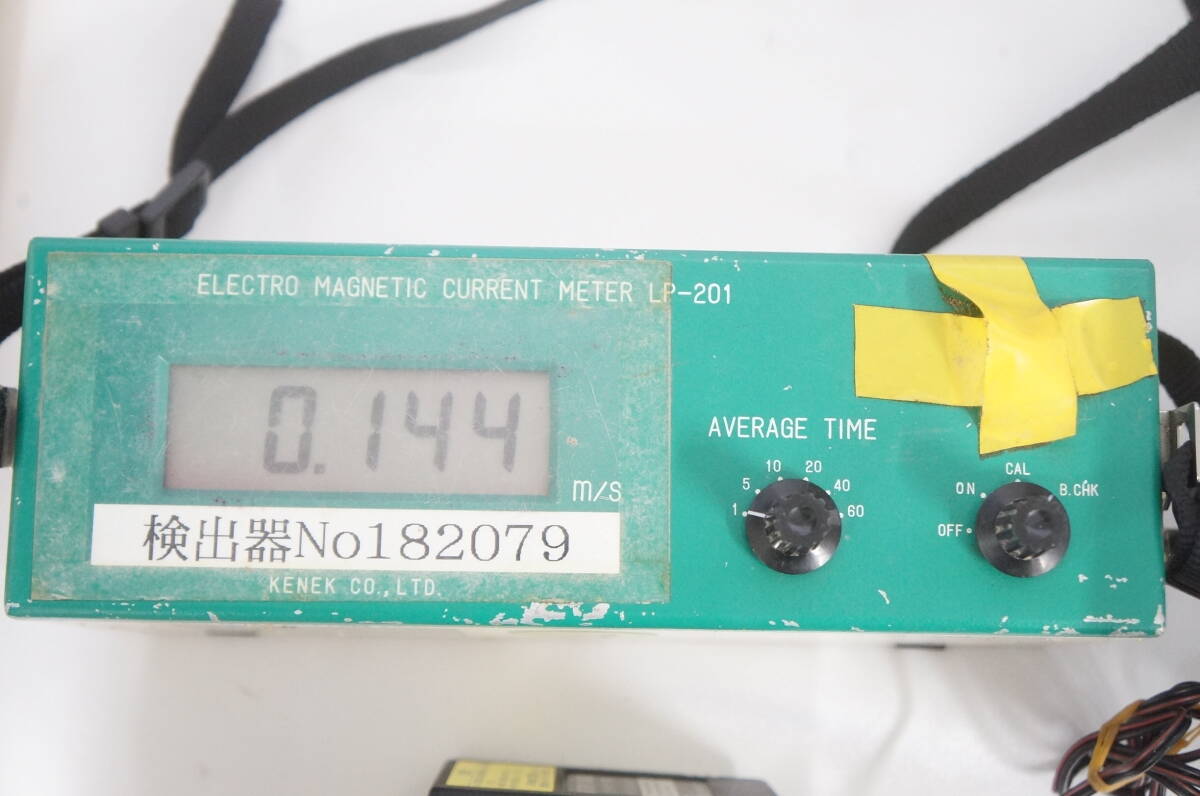 ELECTRO MAGNETIC CURRENT METER LP-201
0.144
m/s
検出器No182079
KENEK CO.,LTD.
AVERAGE TIME
1 5 10 20 40 60
OFF ON CAL B.CHK